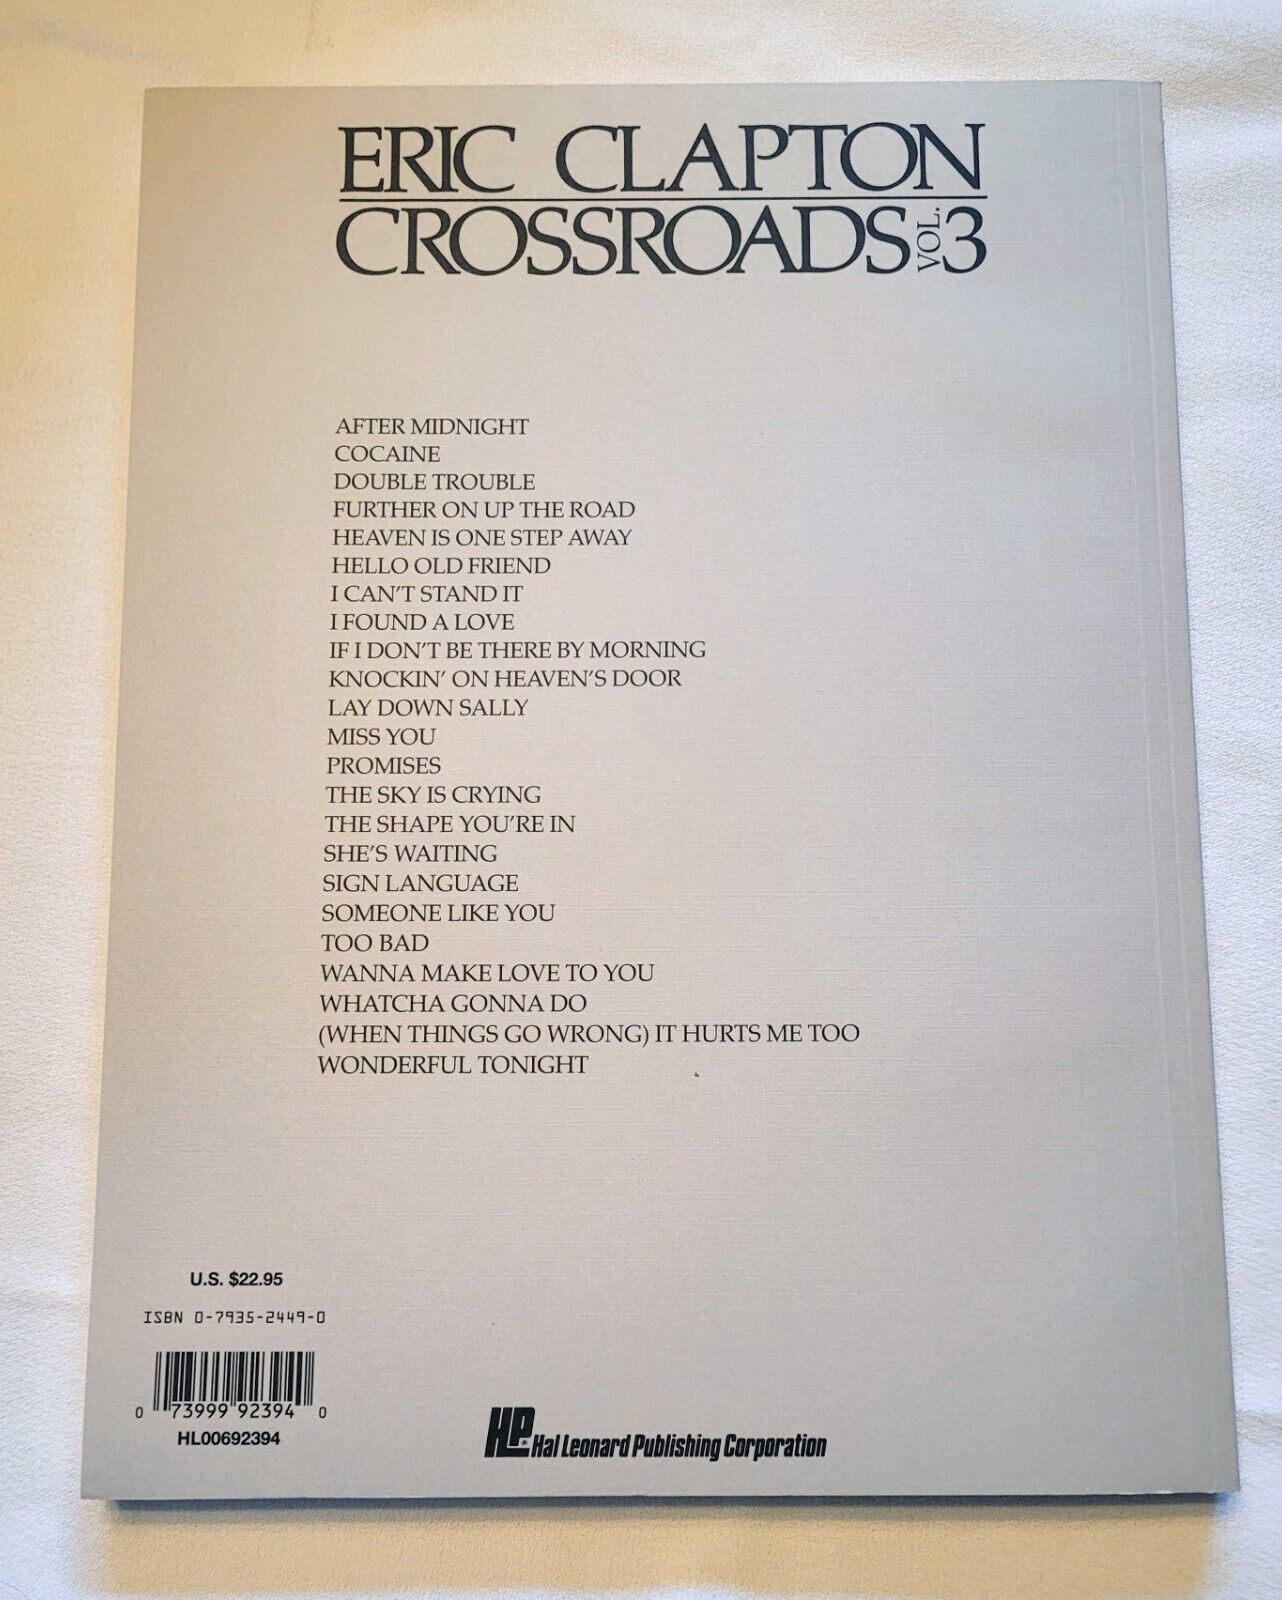 ERIC CLAPTON
CROSSROADS VOL. 3
AFTER MIDNIGHT
COCAINE
DOUBLE TROUBLE
FURTHER ON UP THE ROAD
HEAVEN IS ONE STEP AWAY
HELLO OLD FRIEND
I CAN'T STAND IT
I FOUND A LOVE
IF I DON'T BE THERE BY MORNING
KNOCKIN' ON HEAVEN'S DOOR
LAY DOWN SALLY
MISS YOU
PROMISES
THE SKY IS CRYING
THE SHAPE YOU'RE IN
SHE'S WAITING
SIGN LANGUAGE
SOMEONE LIKE YOU
TOO BAD
WANNA MAKE LOVE TO YOU
WHATCHA GONNA DO
(WHEN THINGS GO WRONG) IT HURTS ME TOO
WONDERFUL TONIGHT
U.S. $22.95
ISBN 0-7935-2449-0
0 73999 92394 0
HL00692394
HL® Hal Leonard Publishing Corporation